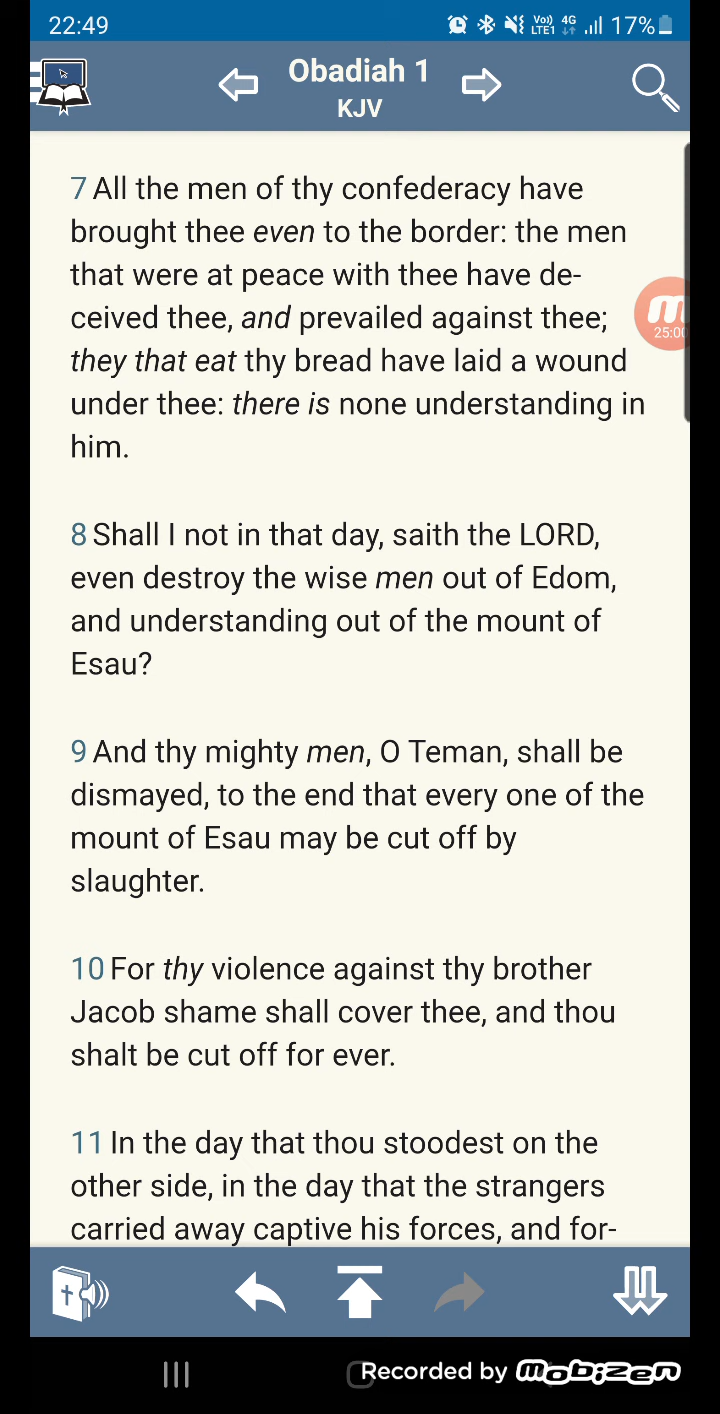 22:49
Vo)) 4G
LTE1 17%
Obadiah 1
KJV
7 All the men of thy confederacy have
brought thee even to the border: the men
that were at peace with thee have de-
ceived thee, and prevailed against thee;
they that eat thy bread have laid a wound
under thee: there is none understanding in
him.
m
25:00
8 Shall I not in that day, saith the LORD,
even destroy the wise men out of Edom,
and understanding out of the mount of
Esau?
9 And thy mighty men, O Teman, shall be
dismayed, to the end that every one of the
mount of Esau may be cut off by
slaughter.
10 For thy violence against thy brother
Jacob shame shall cover thee, and thou
shalt be cut off for ever.
11 In the day that thou stoodest on the
other side, in the day that the strangers
carried away captive his forces, and for-
Recorded by mobizen